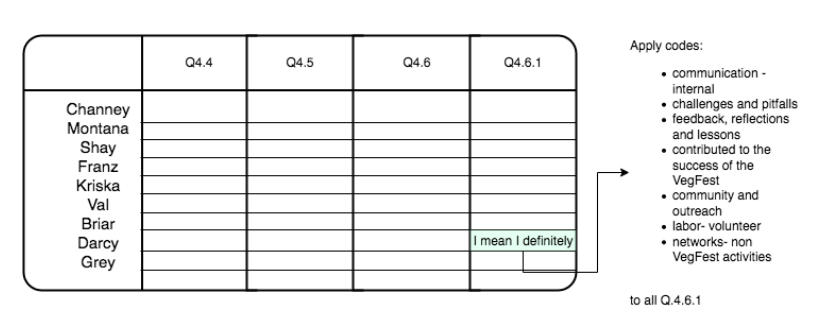 Q4.4 Q4.5 Q4.6 Q4.6.1
Channey
Montana
Shay
Franz
Kriska
Val
Briar
Darcy I mean I definitely
Grey
Apply codes:
• communication -
internal
• challenges and pitfalls
• feedback, reflections
and lessons
• contributed to the
success of the
VegFest
• community and
outreach
• labor- volunteer
• networks- non
VegFest activities
to all Q.4.6.1